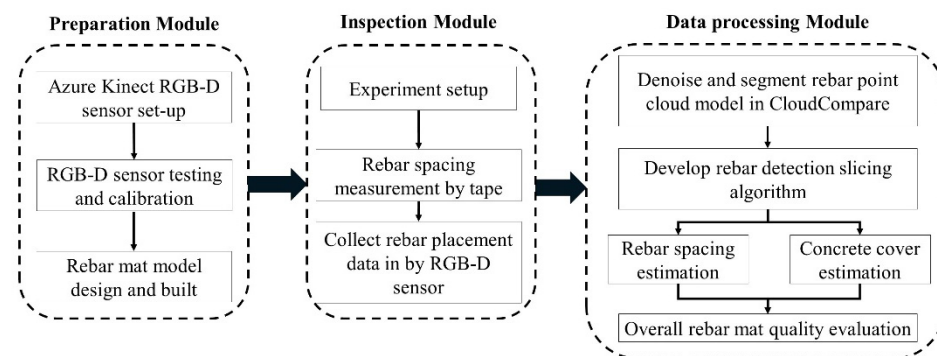 Preparation Module
Azure Kinect RGB-D
sensor set-up
RGB-D sensor testing
and calibration
Rebar mat model
design and built
Inspection Module
Experiment setup
Rebar spacing
measurement by tape
Collect rebar placement
data in by RGB-D
sensor
Data processing Module
Denoise and segment rebar point
cloud model in CloudCompare
Develop rebar detection slicing
algorithm
Rebar spacing
estimation
Concrete cover
estimation
Overall rebar mat quality evaluation